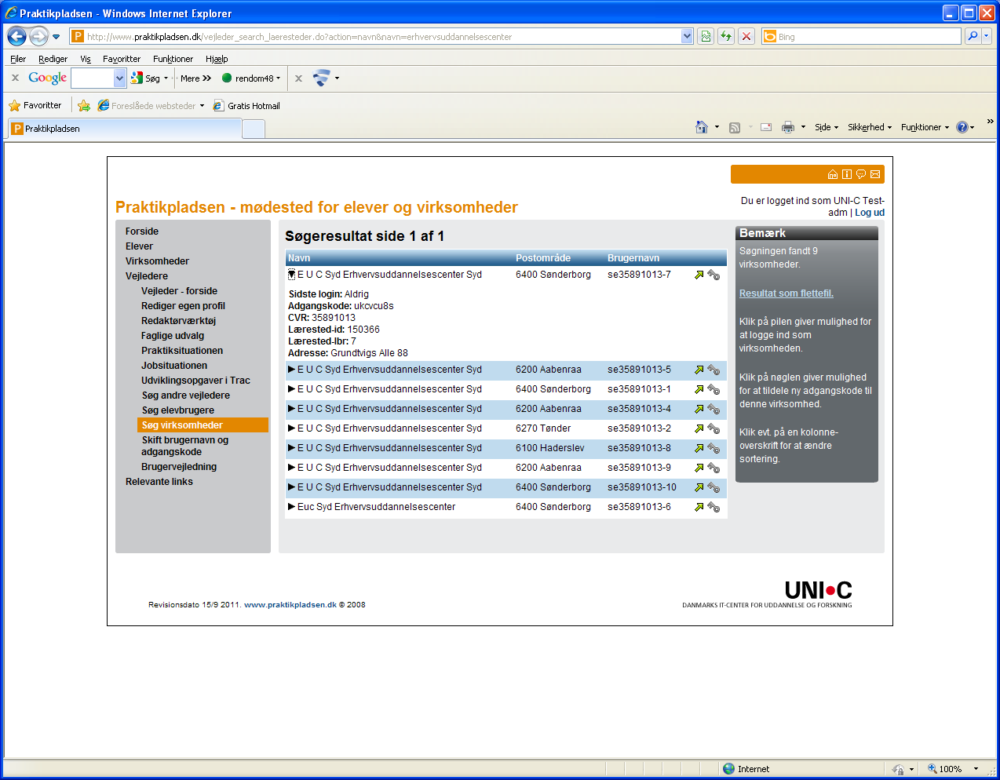 Praktikpladsen - Windows Internet Explorer
http://www.praktikpladsen.dk/vejleder_search_laeresteder.do?action=navn&navn=erhvervsuddannelsescenter
Bing
Filer Rediger Vis Favoritter Funktioner Hjælp
x Google Søg Mere >> rendom48 x
Favoritter Foreslåede websteder Gratis Hotmail
Praktikpladsen
Side Sikkerhed Funktioner >>
Praktikpladsen - mødested for elever og virksomheder
Du er logget ind som UNI-C Test-
adm | Log ud
Forside
Elever
Virksomheder
Vejledere
Vejleder - forside
Rediger egen profil
Redaktørværktøj
Faglige udvalg
Praktiksituationen
Jobsituationen
Udviklingsopgaver i Trac
Søg andre vejledere
Søg elevbrugere
Søg virksomheder
Skift brugernavn og
adgangskode
Brugervejledning
Relevante links
Søgeresultat side 1 af 1
Navn Postområde Brugernavn
E U C Syd Erhvervsuddannelsescenter Syd 6400 Sønderborg se35891013-7
Sidste login: Aldrig
Adgangskode: ukcvcu8s
CVR: 35891013
Lærested-id: 150366
Lærested-lbr: 7
Adresse: Grundtvigs Alle 88
E U C Syd Erhvervsuddannelsescenter Syd 6200 Aabenraa se35891013-5
E U C Syd Erhvervsuddannelsescenter Syd 6400 Sønderborg se35891013-1
E U C Syd Erhvervsuddannelsescenter Syd 6200 Aabenraa se35891013-4
E U C Syd Erhvervsuddannelsescenter Syd 6270 Tønder se35891013-2
E U C Syd Erhvervsuddannelsescenter Syd 6100 Haderslev se35891013-8
E U C Syd Erhvervsuddannelsescenter Syd 6200 Aabenraa se35891013-9
E U C Syd Erhvervsuddannelsescenter Syd 6400 Sønderborg se35891013-10
Euc Syd Erhvervsuddannelsescenter 6400 Sønderborg se35891013-6
Bemærk
Søgningen fandt 9
virksomheder.
Resultat som flettefil.
Klik på pilen giver mulighed for
at logge ind som
virksomheden.
Klik på nøglen giver mulighed
for at tildele ny adgangskode til
denne virksomhed.
Klik evt. på en kolonne-
overskrift for at ændre
sortering.
Revisionsdato 15/9 2011. www.praktikpladsen.dk © 2008
UNI•C
DANMARKS IT-CENTER FOR UDDANNELSE OG FORSKNING
Internet 100%